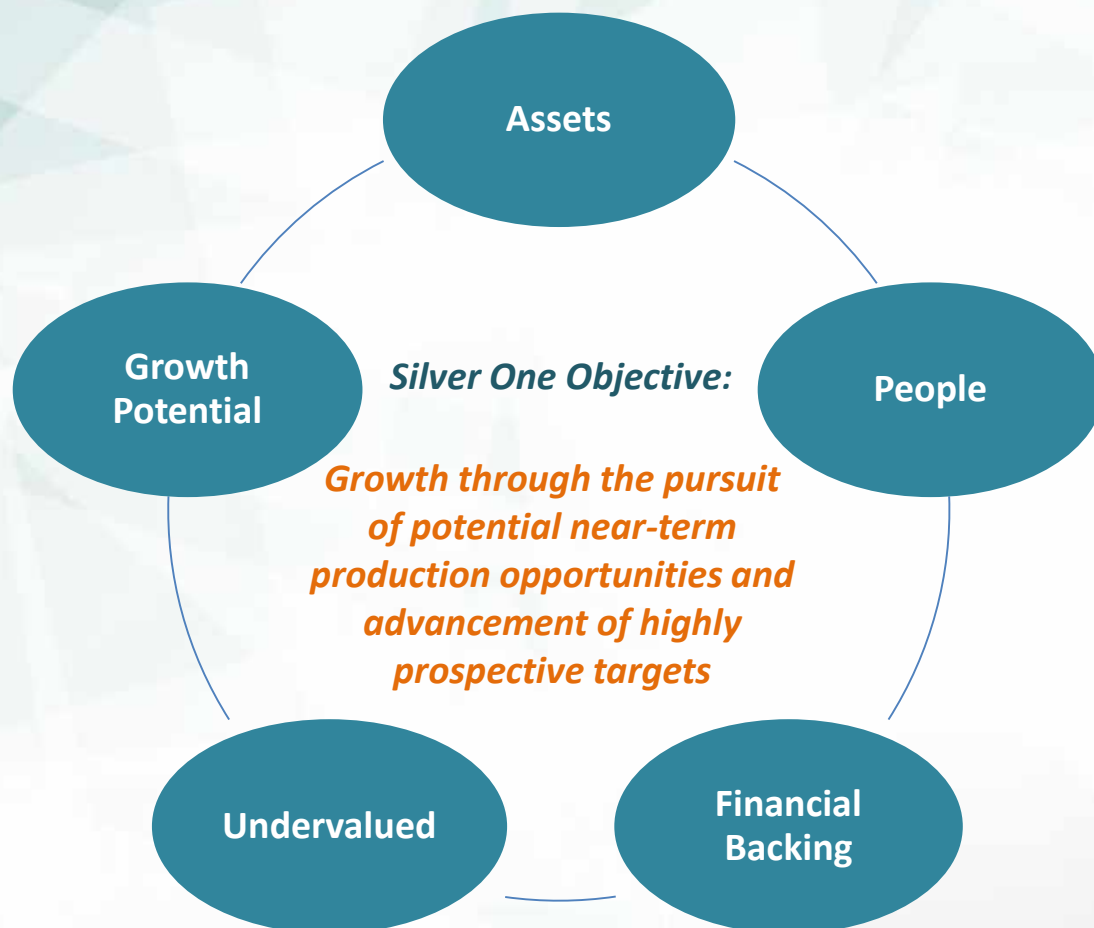 Assets
Growth
Potential
Silver One Objective:
People
Growth through the pursuit
of potential near-term
production opportunities and
advancement of highly
prospective targets
Undervalued
Financial
Backing